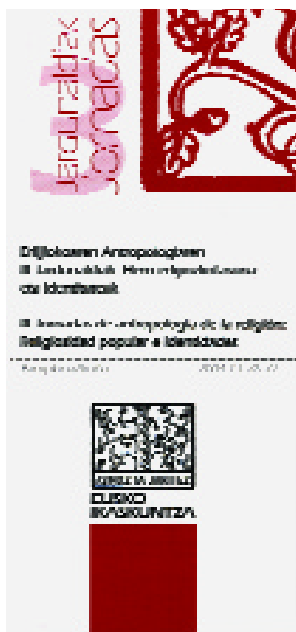 Jardunaldiak
Jornadas
Erlijioaren Antropologiaren
III Jardunaldiak: Herri erlijiotasuna
eta Identitateak
III Jornadas de antropología de la religión:
Religiosidad popular e Identidades
EUSKO
IKASKUNTZA